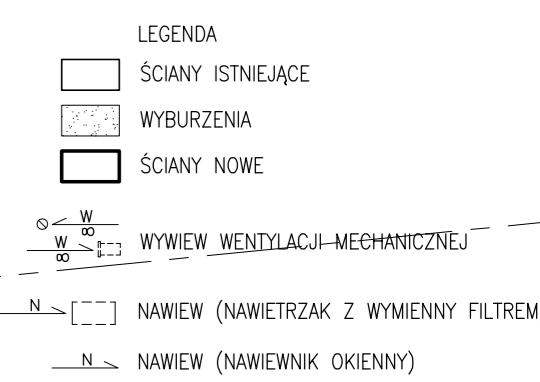 LEGENDA
ŚCIANY ISTNIEJĄCE
WYBURZENIA
ŚCIANY NOWE
W
W
WYWIEW WENTYLACJI MECHANICZNEJ
N
NAWIEW (NAWIETRZAK Z WYMIENNY FILTREM
N
NAWIEW (NAWIEWNIK OKIENNY)